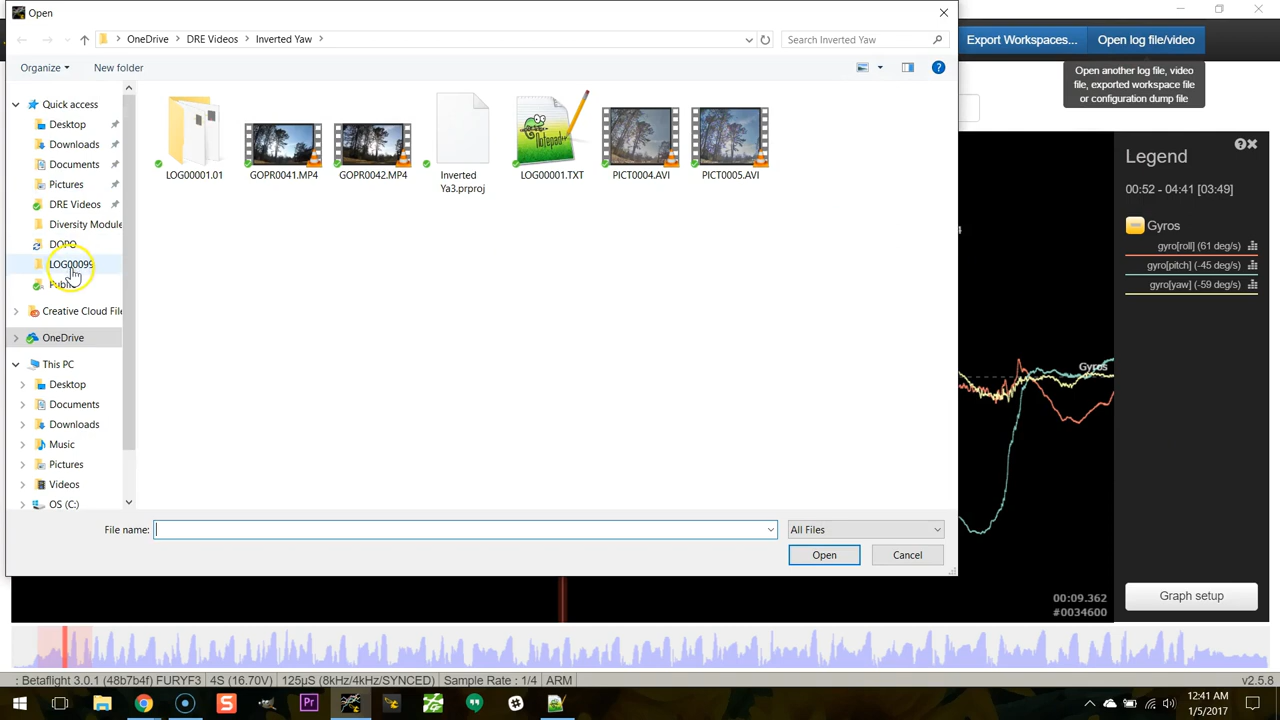 Open
OneDrive > DRE Videos > Inverted Yaw >
Search Inverted Yaw
Organize
New folder
Export Workspaces...
Open log file/video
Open another log file, video
file, exported workspace file
or configuration dump file
Quick access
Desktop
Downloads
Documents
Pictures
DRE Videos
Diversity Module
LOG00099
Creative Cloud File
OneDrive
This PC
Desktop
Documents
Downloads
Music
Pictures
Videos
OS (C:)
LOG00001.01
GOPR0041.MP4
GOPR0042.MP4
Inverted
Ya3.prproj
Notepad++
LOG00001.TXT
PICT0004.AVI
PICT0005.AVI
File name:
All Files
Open
Cancel
Legend
00:52 - 04:41 [03:49]
Gyros
gyro[roll] (61 deg/s)
gyro[pitch] (-45 deg/s)
gyro[yaw] (-59 deg/s)
Gyros
00:09.362
#0034600
Graph setup
: Betaflight 3.0.1 (48b7b4f) FURYF3
4S (16.70V)
125µS (8kHz/4kHz/SYNCED)
Sample Rate : 1/4
ARM
v2.5.8
12:41 AM
1/5/2017